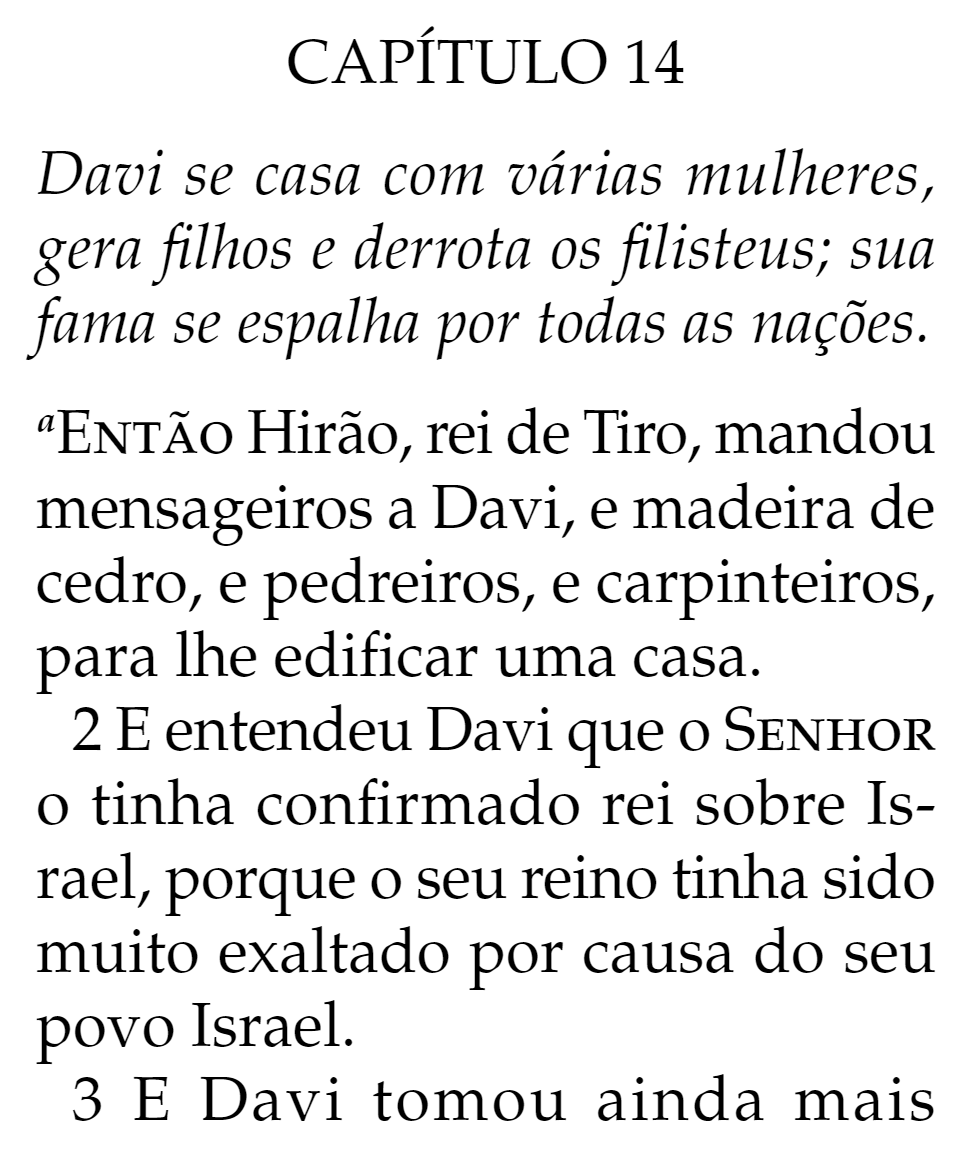 CAPÍTULO 14
Davi se casa com várias mulheres,
gera filhos e derrota os filisteus; sua
fama se espalha por todas as nações.
aENTÃO Hirão, rei de Tiro, mandou
mensageiros a Davi, e madeira de
cedro, e pedreiros, e carpinteiros,
para lhe edificar uma casa.
2 E entendeu Davi que o SENHOR
o tinha confirmado rei sobre Is-
rael, porque o seu reino tinha sido
muito exaltado por causa do seu
povo Israel.
3 E Davi tomou ainda mais